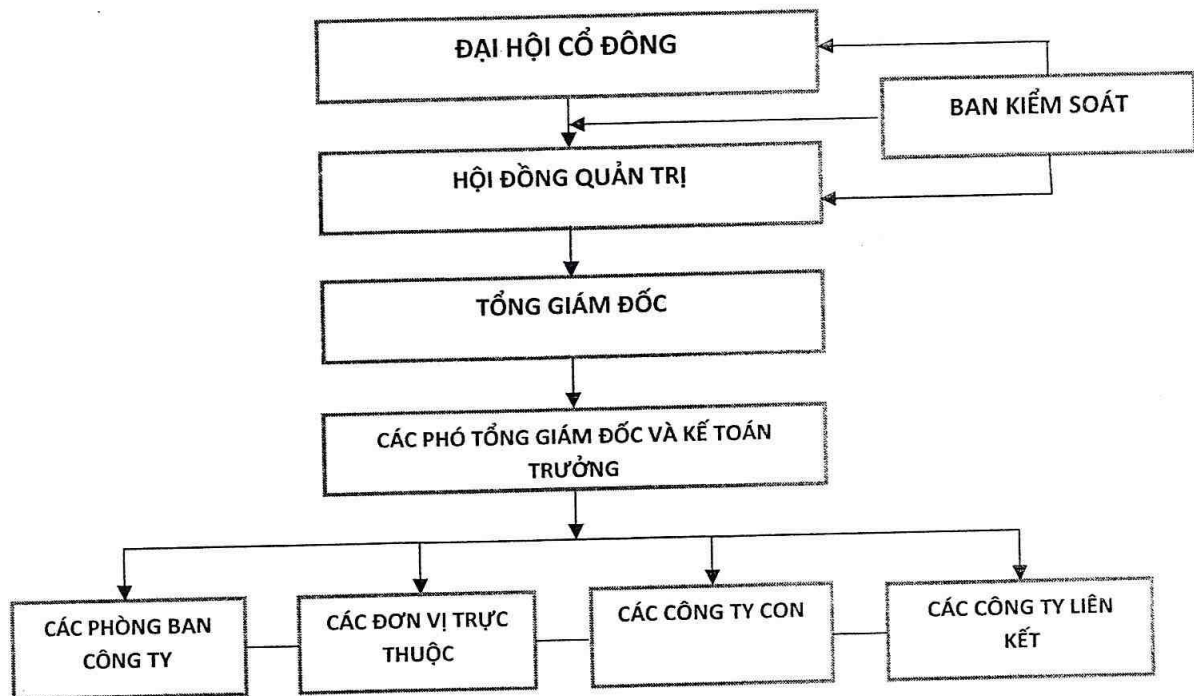 ĐẠI HỘI CỔ ĐÔNG
BAN KIỂM SOÁT
HỘI ĐỒNG QUẢN TRỊ
TỔNG GIÁM ĐỐC
CÁC PHÓ TỔNG GIÁM ĐỐC VÀ KẾ TOÁN
TRƯỞNG
CÁC PHÒNG BAN
CÔNG TY
CÁC ĐƠN VỊ TRỰC
THUỘC
CÁC CÔNG TY CON
CÁC CÔNG TY LIÊN
KẾT